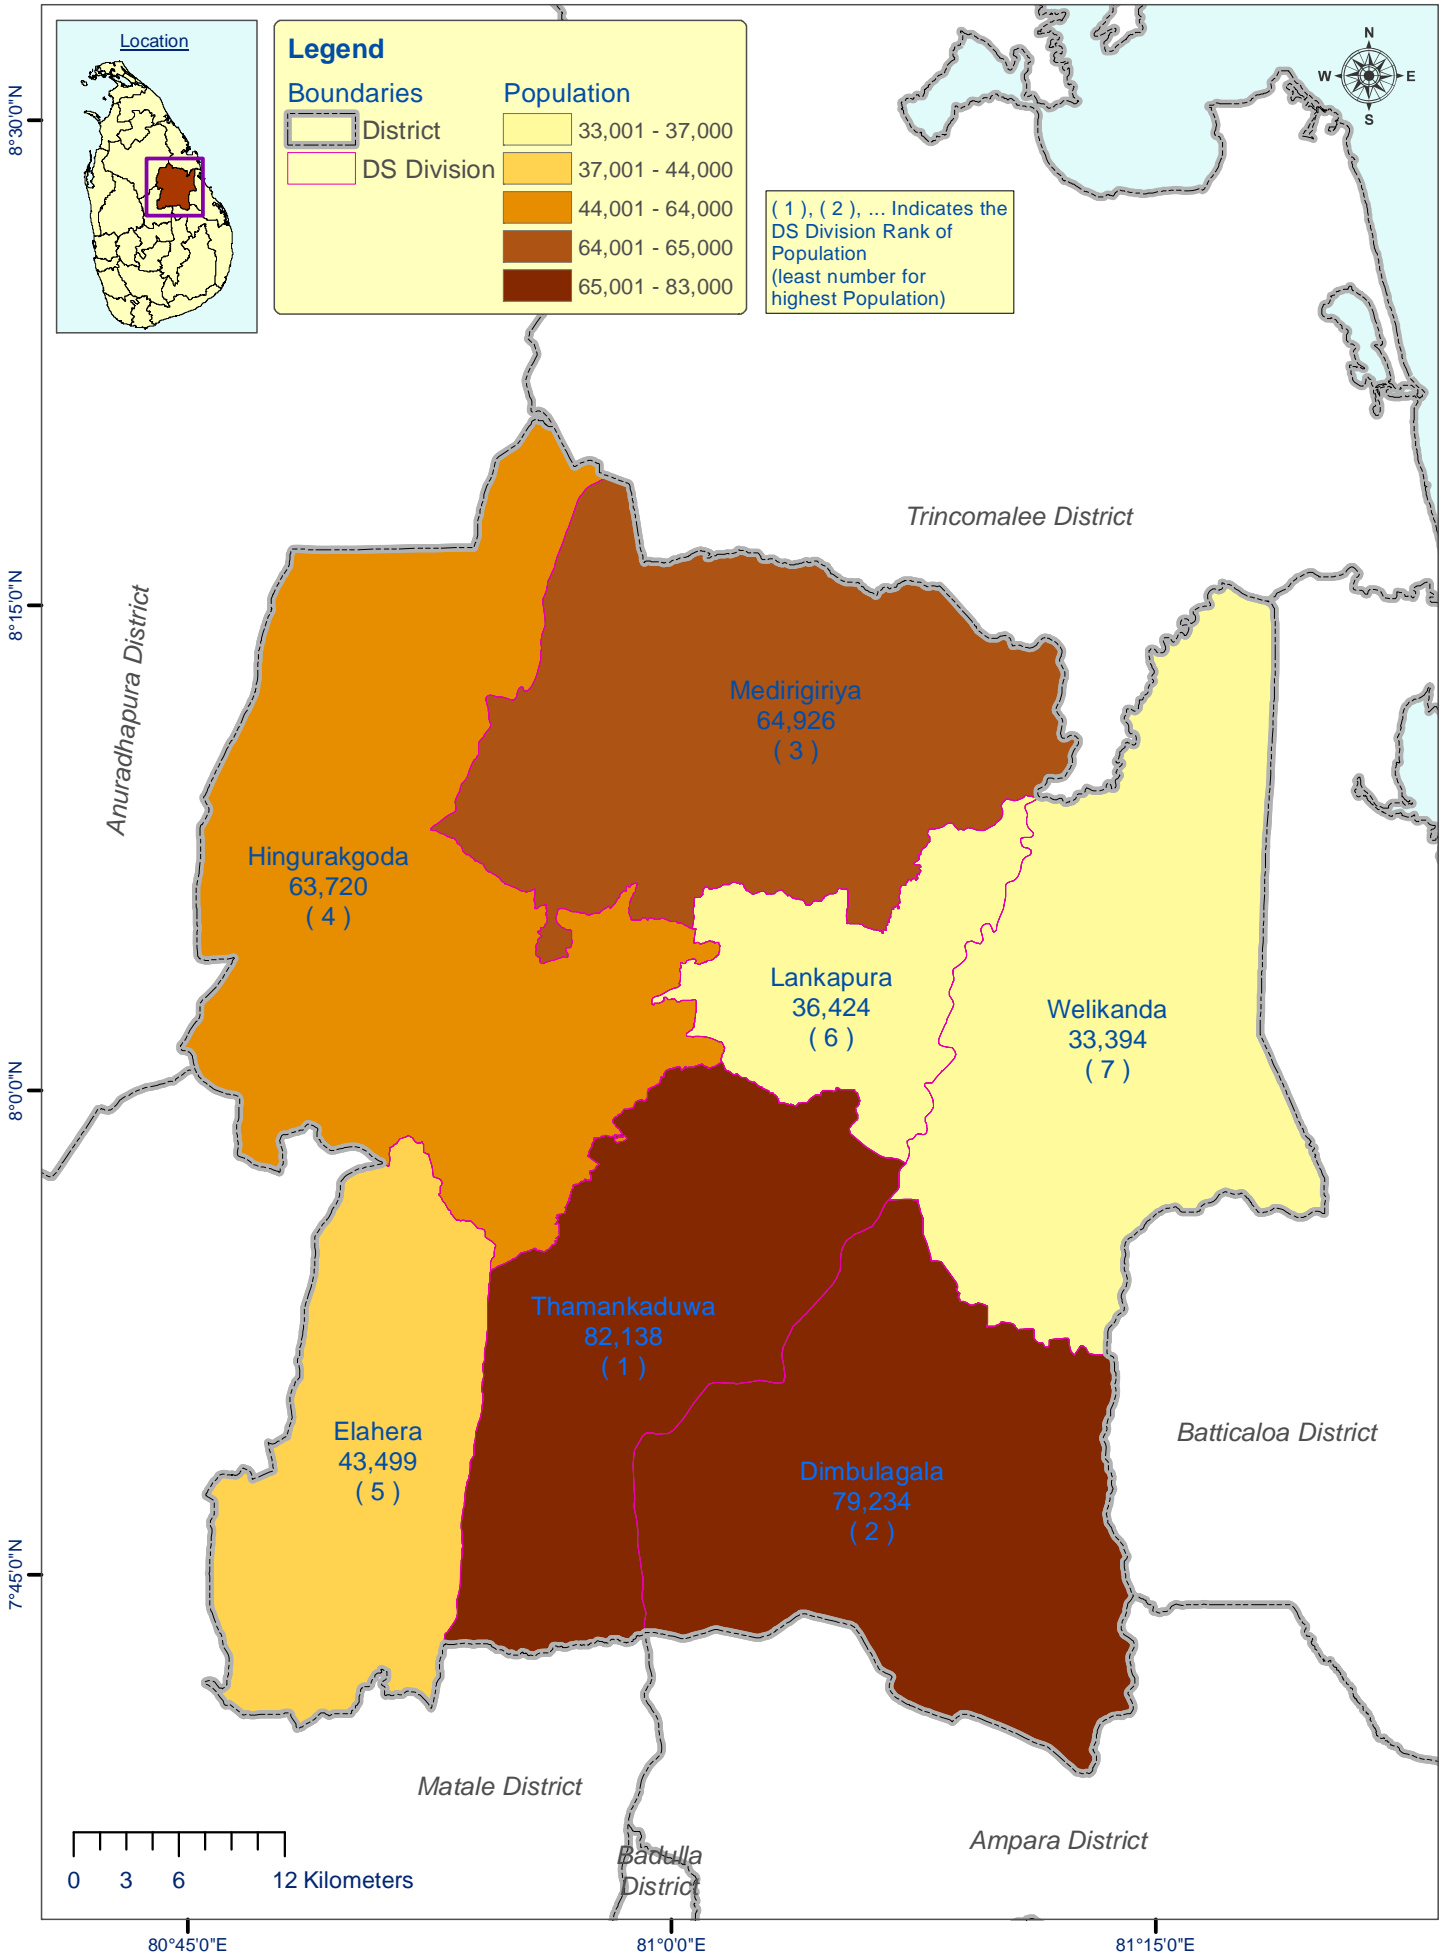 Location
Legend
Boundaries
District
DS Division
Population
33,001 - 37,000
37,001 - 44,000
44,001 - 64,000
64,001 - 65,000
65,001 - 83,000
( 1 ), ( 2 ), ... Indicates the
DS Division Rank of
Population
(least number for
highest Population)
N
W
E
S
8°30'0"N
8°15'0"N
8°0'0"N
7°45'0"N
Trincomalee District
Anuradhapura District
Medirigiriya
64,926
( 3 )
Hingurakgoda
63,720
( 4 )
Lankapura
36,424
( 6 )
Welikanda
33,394
( 7 )
Thamankaduwa
82,138
( 1 )
Elahera
43,499
( 5 )
Dimbulagala
79,234
( 2 )
Batticaloa District
Matale District
Badulla
District
Ampara District
0 3 6 12 Kilometers
80°45'0"E
81°0'0"E
81°15'0"E